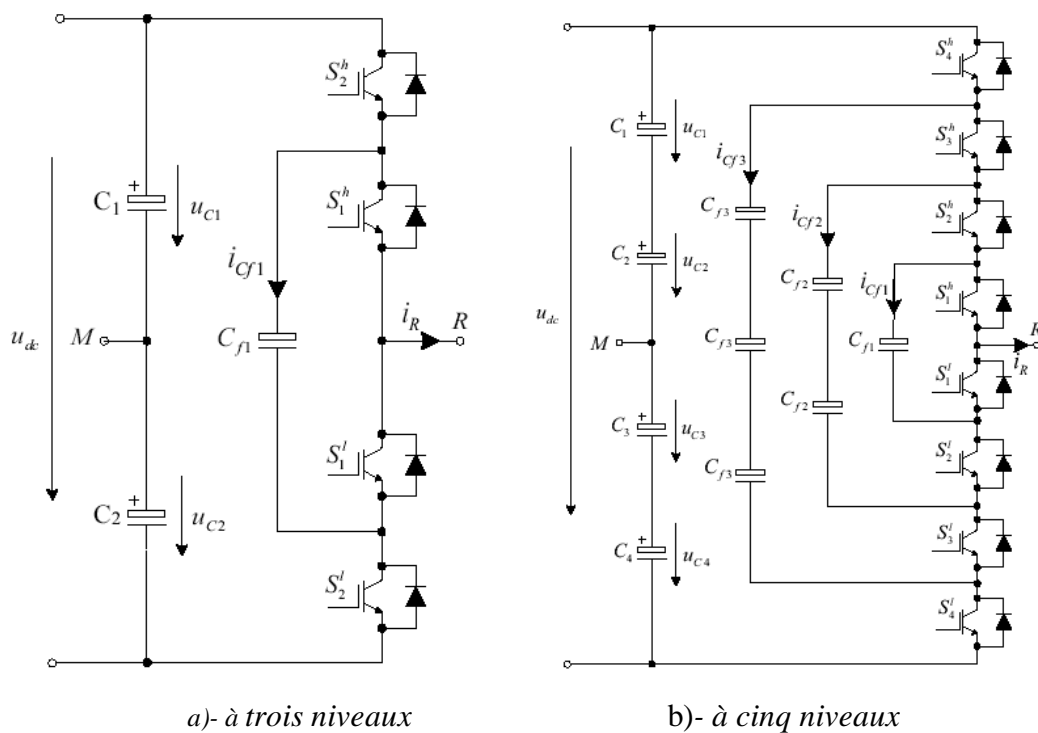 S₂ʰ
C₁
u_C1
S₁ʰ
i_Cf1
u_dc
M
C_f1
i_R
R
C₂
u_C2
S₁ˡ
S₂ˡ
S₄ʰ
C₁
u_C1
S₃ʰ
i_Cf3
C_f3
S₂ʰ
i_Cf2
C₂
u_C2
C_f2
i_Cf1
S₁ʰ
u_dc
M
C_f3
C_f1
R
i_R
S₁ˡ
C₃
u_C3
C_f2
S₂ˡ
C_f3
S₃ˡ
C₄
u_C4
S₄ˡ
a)- à trois niveaux
b)- à cinq niveaux